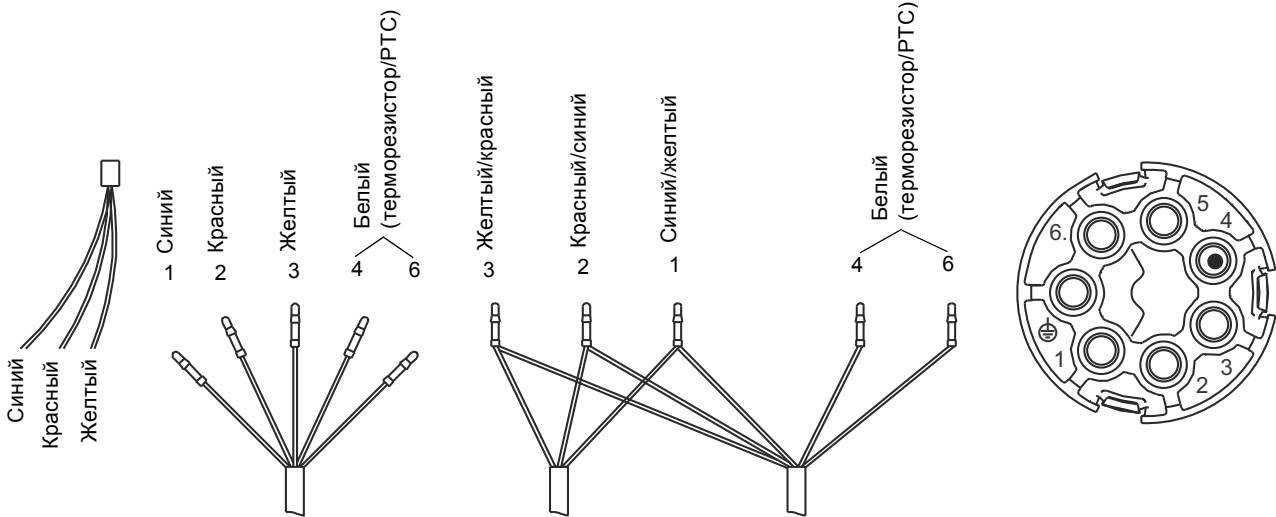 Синий
Красный
Желтый
Синий
1
Красный
2
Желтый
3
Белый
(терморезистор/PTC)
4
6
Желтый/красный
3
Красный/синий
2
Синий/желтый
1
Белый
(терморезистор/PTC)
4
6
5
4
6.
1
3
2